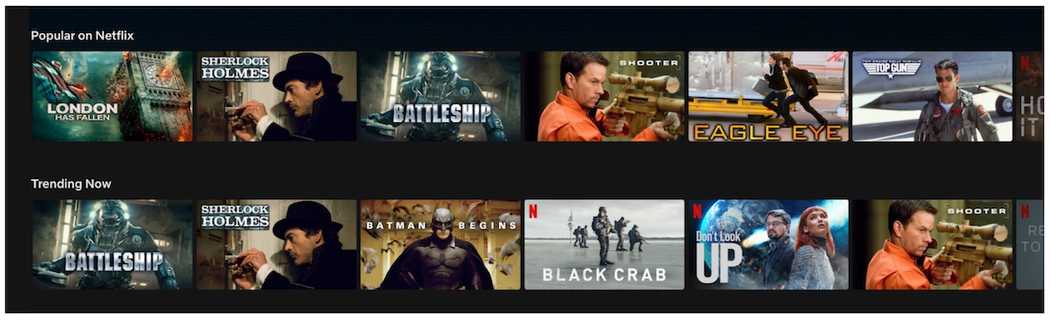 Popular on Netflix
LONDON
HAS FALLEN
SHERLOCK
HOLMES
BATTLESHIP
SHOOTER
EAGLE EYE
TOP GUN
N
HO
IT
Trending Now
BATTLESHIP
SHERLOCK
HOLMES
BATMAN BEGINS
N
BLACK CRAB
N
Don't Look
UP
SHOOTER
N
RE
TO